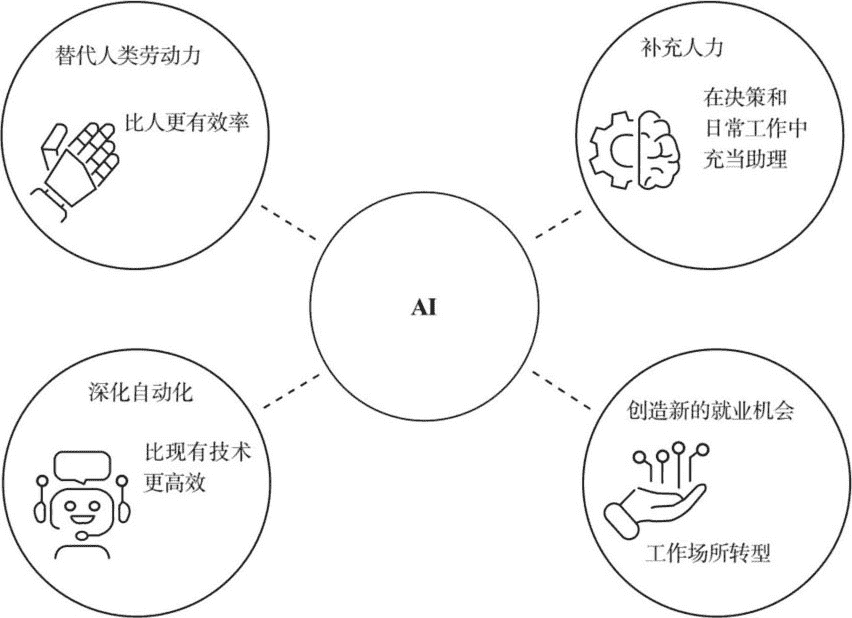 替代人类劳动力
比人更有效率
补充人力
在决策和
日常工作中
充当助理
AI
深化自动化
比现有技术
更高效
创造新的就业机会
工作场所转型